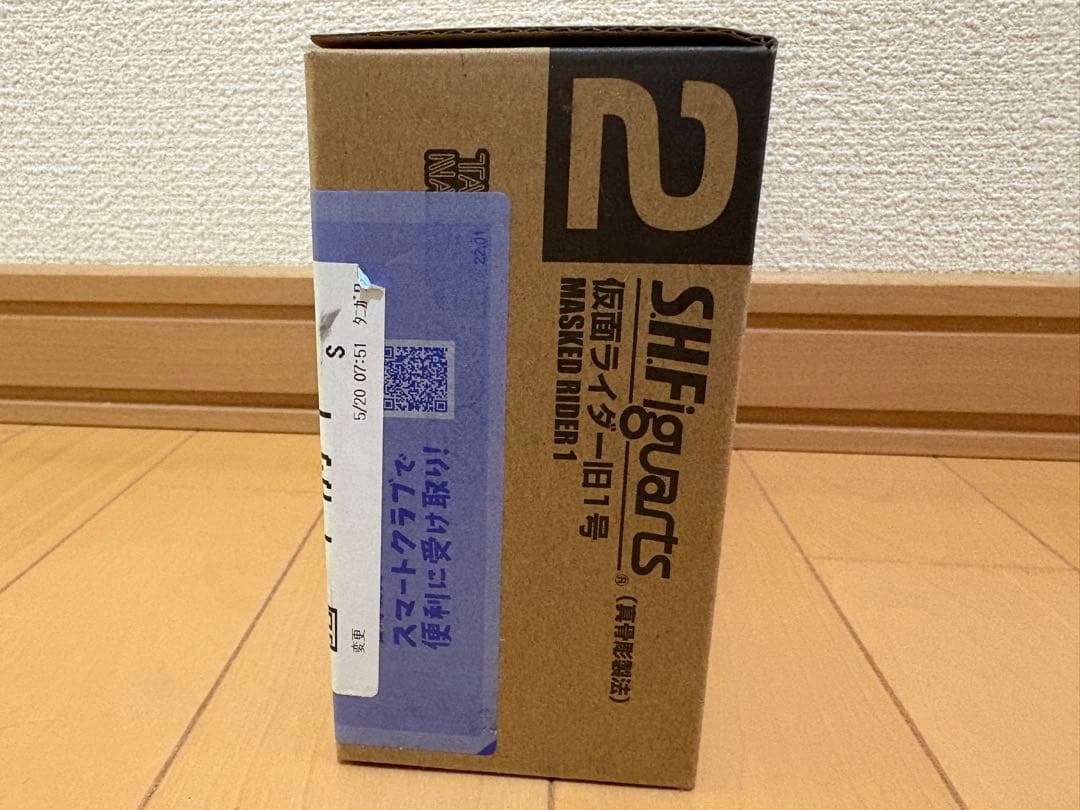 2
S.H.Figuarts
(真骨彫製法)
仮面ライダー旧1号
MASKED RIDER 1
22.01
スマートクラブで
便利に受け取り!
S
5/20 07:51
変更